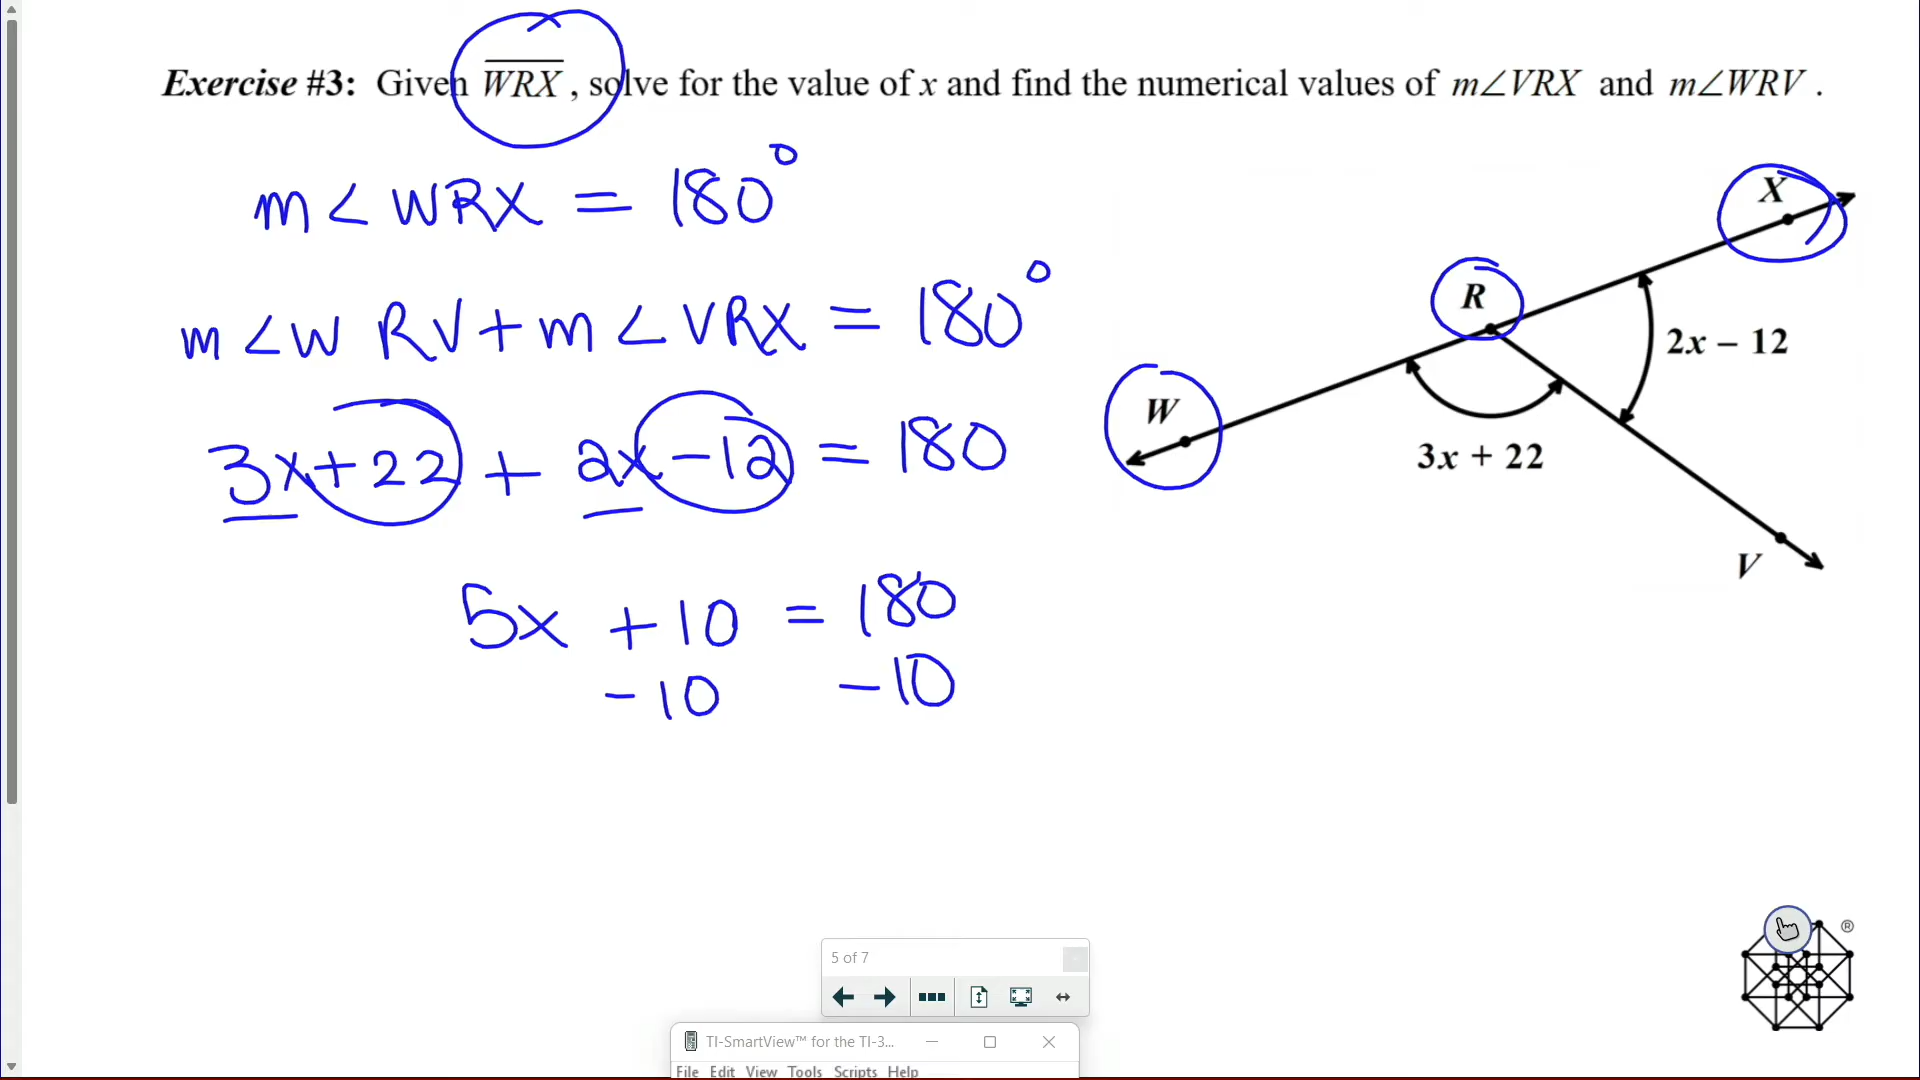 Exercise #3: Given WRX, solve for the value of x and find the numerical values of m∠VRX and m∠WRV.
m∠WRX = 180°
m∠WRV + m∠VRX = 180°
3x+22 + 2x-12 = 180
5x + 10 = 180
-10 -10
X
R
2x − 12
W
3x + 22
V
®
5 of 7
TI-SmartView™ for the TI-3...
File Edit View Tools Scripts Help